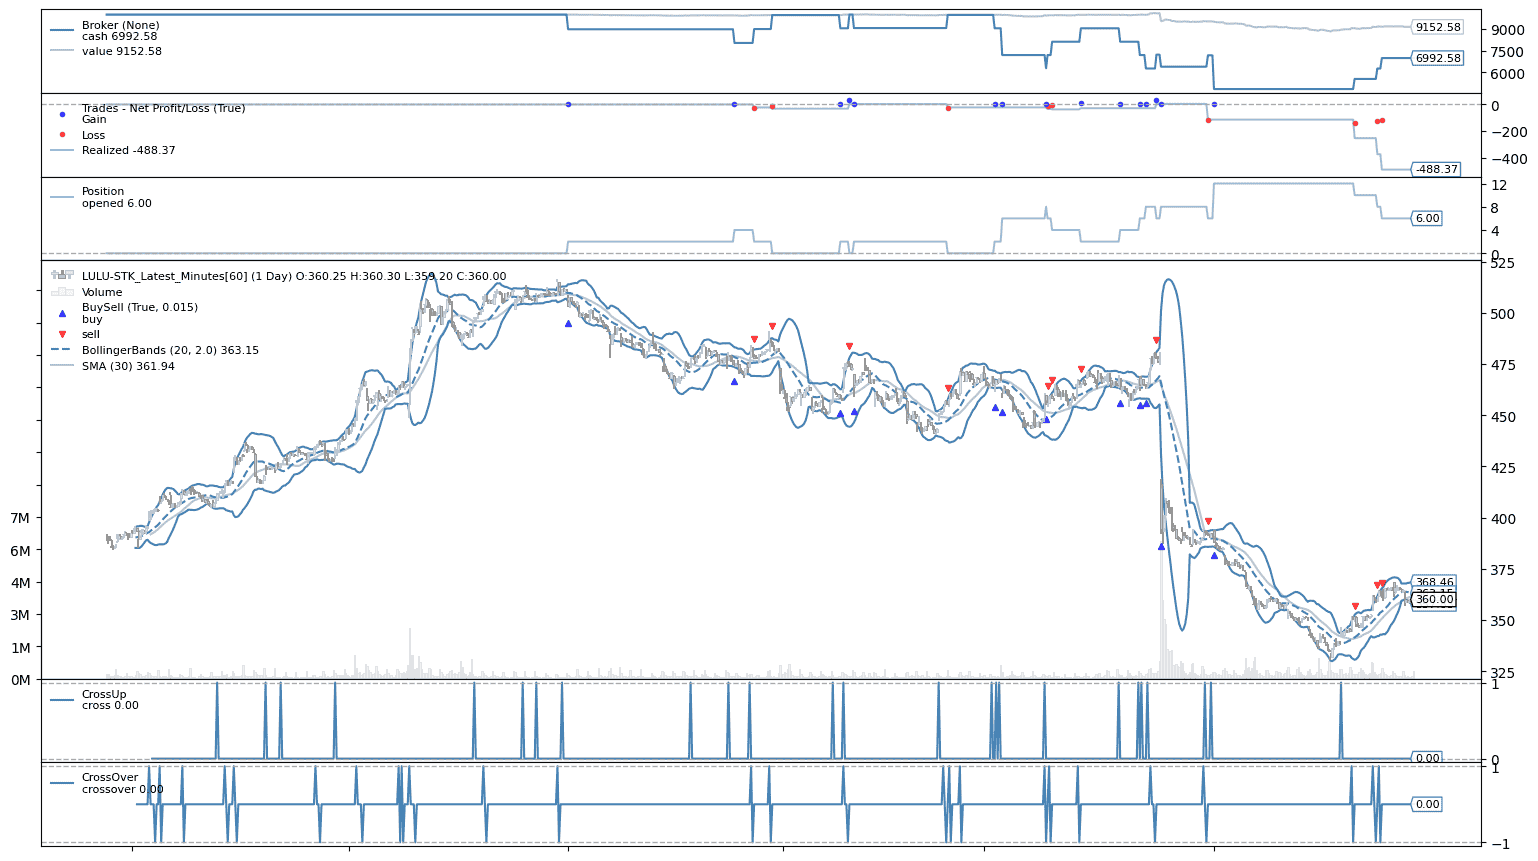 Broker (None)
cash 6992.58
value 9152.58
9152.58
6992.58
9000
7500
6000
Trades - Net Profit/Loss (True)
Gain
Loss
Realized -488.37
0
−200
−400
-488.37
Position
opened 6.00
12
8
4
0
6.00
LULU-STK_Latest_Minutes[60] (1 Day) O:360.25 H:360.30 L:359.20 C:360.00
Volume
BuySell (True, 0.015)
buy
sell
BollingerBands (20, 2.0) 363.15
SMA (30) 361.94
525
500
475
450
425
400
375
350
325
7M
6M
4M
3M
1M
0M
368.46
360.00
CrossUp
cross 0.00
1
0
0.00
CrossOver
crossover 0.00
1
−1
0.00